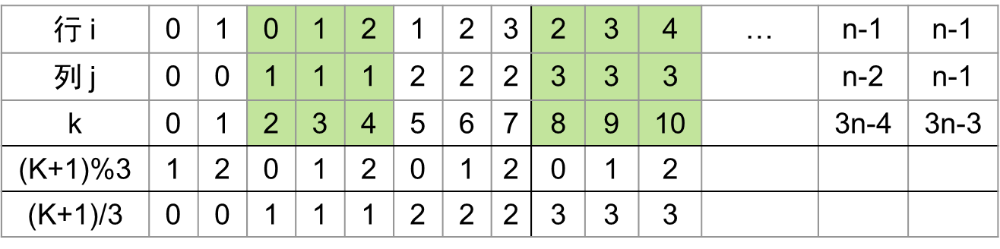 行 i 0 1 0 1 2 1 2 3 2 3 4 … n-1 n-1
列 j 0 0 1 1 1 2 2 2 3 3 3 n-2 n-1
k 0 1 2 3 4 5 6 7 8 9 10 3n-4 3n-3
(K+1)%3 1 2 0 1 2 0 1 2 0 1 2
(K+1)/3 0 0 1 1 1 2 2 2 3 3 3